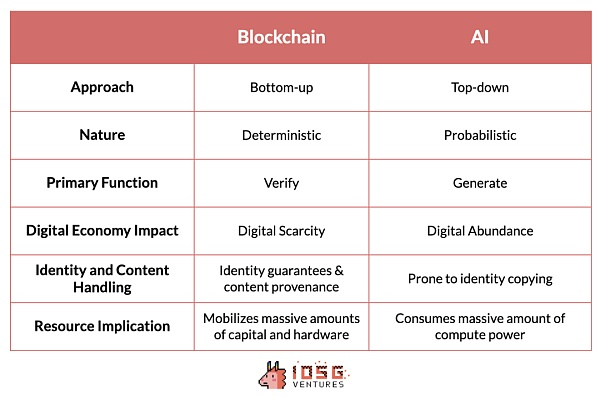 Blockchain AI
Approach Bottom-up Top-down
Nature Deterministic Probabilistic
Primary Function Verify Generate
Digital Economy Impact Digital Scarcity Digital Abundance
Identity and Content
Handling
Identity guarantees &
content provenance
Prone to identity copying
Resource Implication
Mobilizes massive amounts
of capital and hardware
Consumes massive amount of
compute power
IOSG
VENTURES